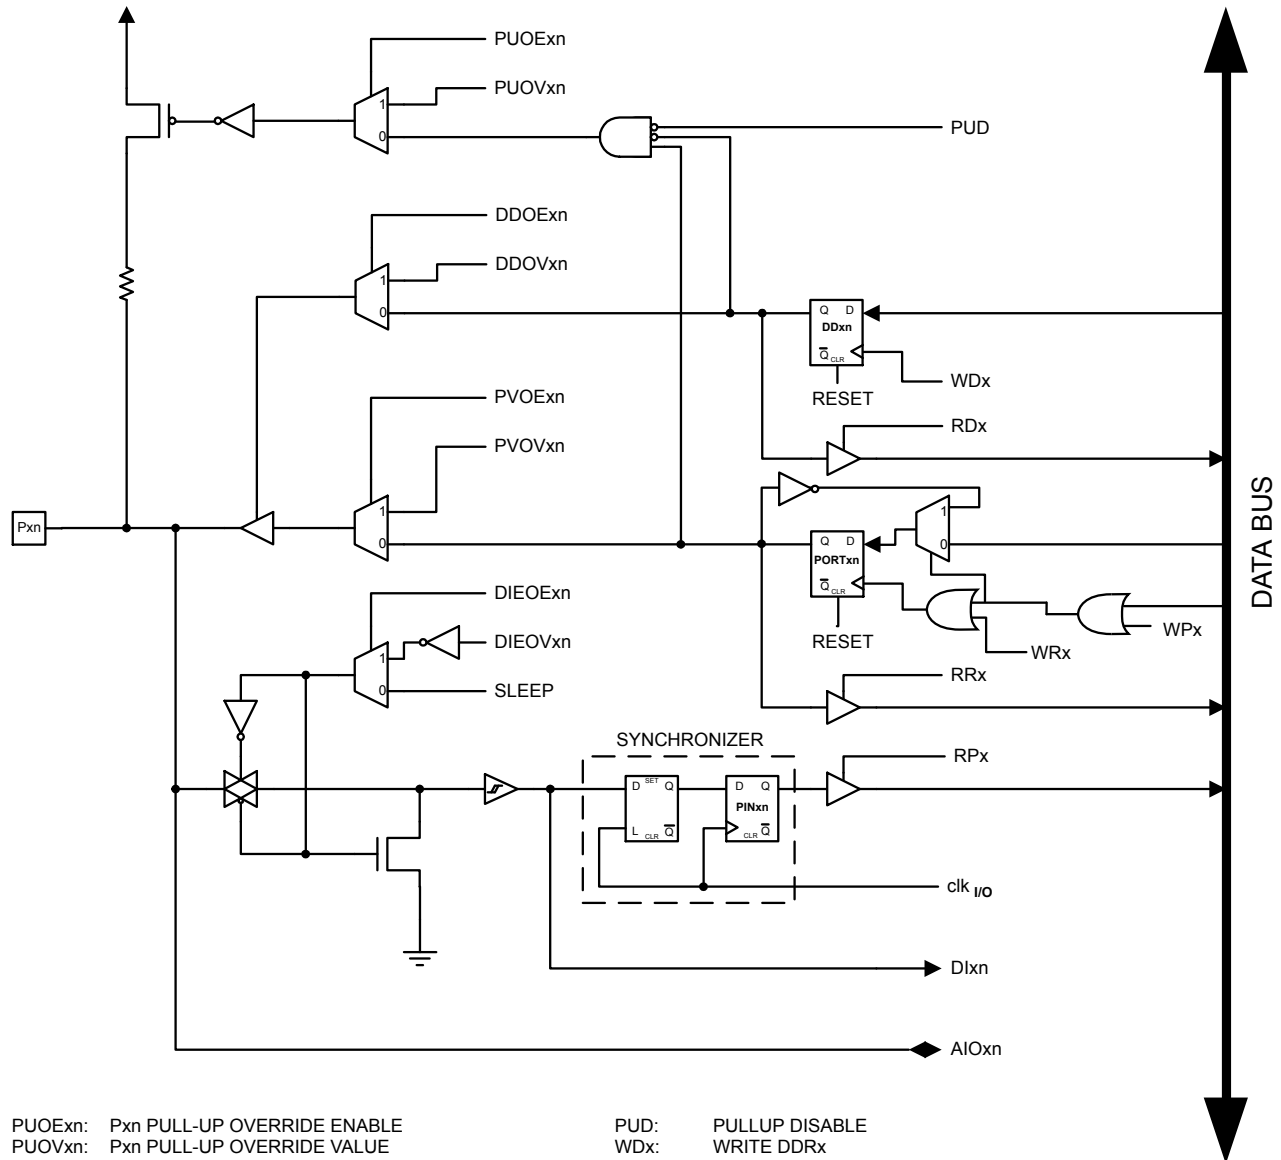 PUOExn
PUOVxn
1
0
PUD
DDOExn
DDOVxn
1
0
Q D
DDxn
Q CLR
WDx
RESET
PVOExn
RDx
PVOVxn
DATA BUS
1
0
Pxn
1
0
Q D
PORTxn
Q CLR
DIEOExn
WPx
DIEOVxn
RESET
WRx
1
0
SLEEP
RRx
SYNCHRONIZER
RPx
D SET Q
L CLR Q
D Q
PINxn
CLR Q
clk I/O
DIxn
AIOxn
PUOExn: Pxn PULL-UP OVERRIDE ENABLE PUD: PULLUP DISABLE
PUOVxn: Pxn PULL-UP OVERRIDE VALUE WDx: WRITE DDRx